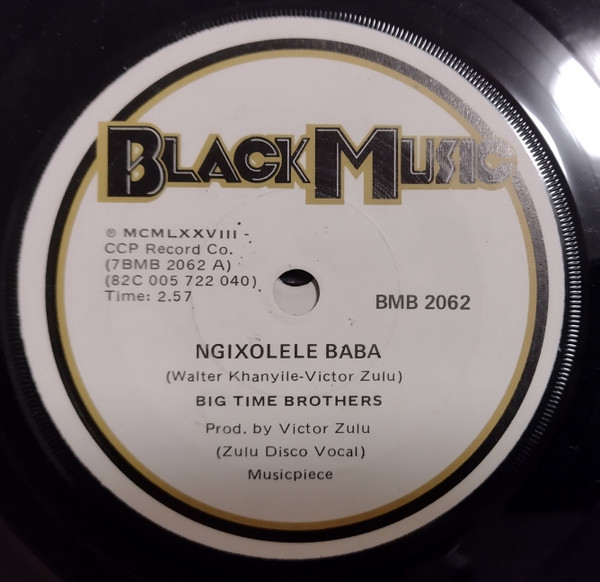 BLACK MUSIC
℗ MCMLXXVIII -
CCP Record Co.
(7BMB 2062 A)
(82C 005 722 040)
Time: 2.57
BMB 2062
NGIXOLELE BABA
(Walter Khanyile-Victor Zulu)
BIG TIME BROTHERS
Prod. by Victor Zulu
(Zulu Disco Vocal)
Musicpiece